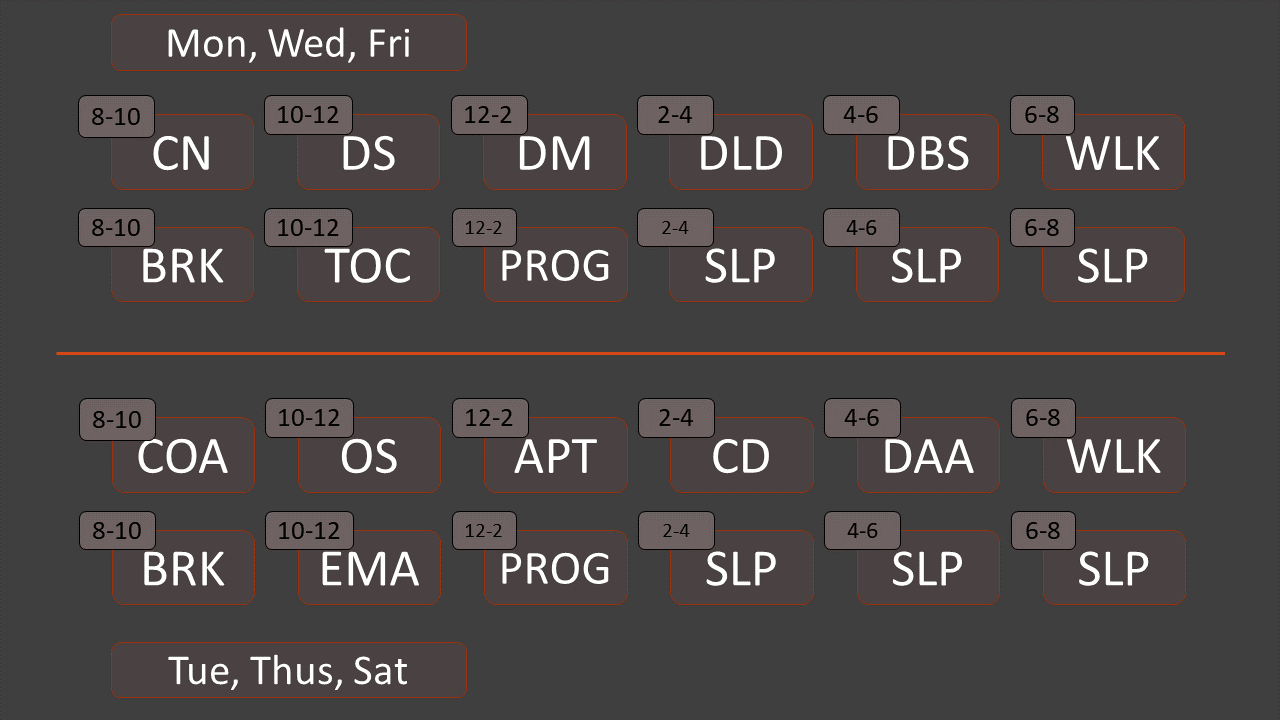 Mon, Wed, Fri
8-10 10-12 12-2 2-4 4-6 6-8
CN DS DM DLD DBS WLK
8-10 10-12 12-2 2-4 4-6 6-8
BRK TOC PROG SLP SLP SLP
8-10 10-12 12-2 2-4 4-6 6-8
COA OS APT CD DAA WLK
8-10 10-12 12-2 2-4 4-6 6-8
BRK EMA PROG SLP SLP SLP
Tue, Thus, Sat